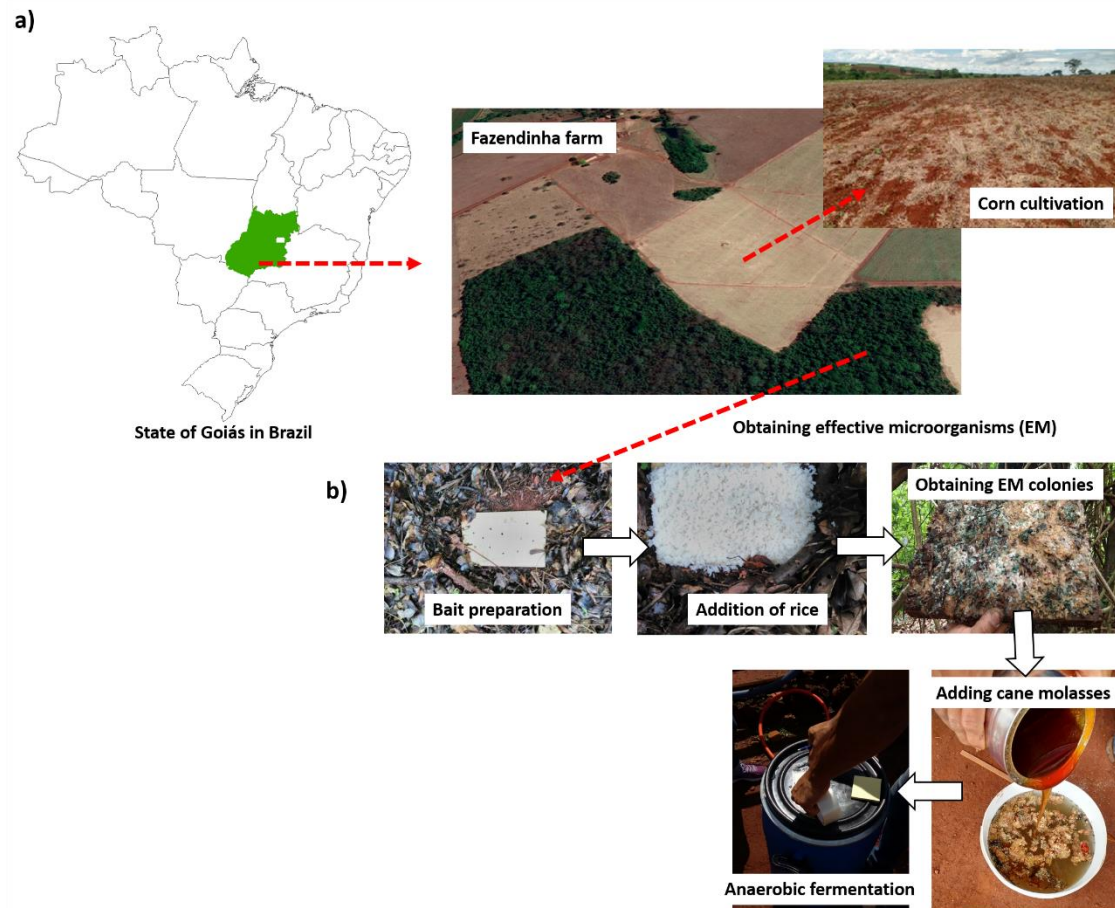 a)
Fazendinha farm
Corn cultivation
State of Goiás in Brazil
Obtaining effective microorganisms (EM)
b)
Bait preparation
Addition of rice
Obtaining EM colonies
Adding cane molasses
Anaerobic fermentation